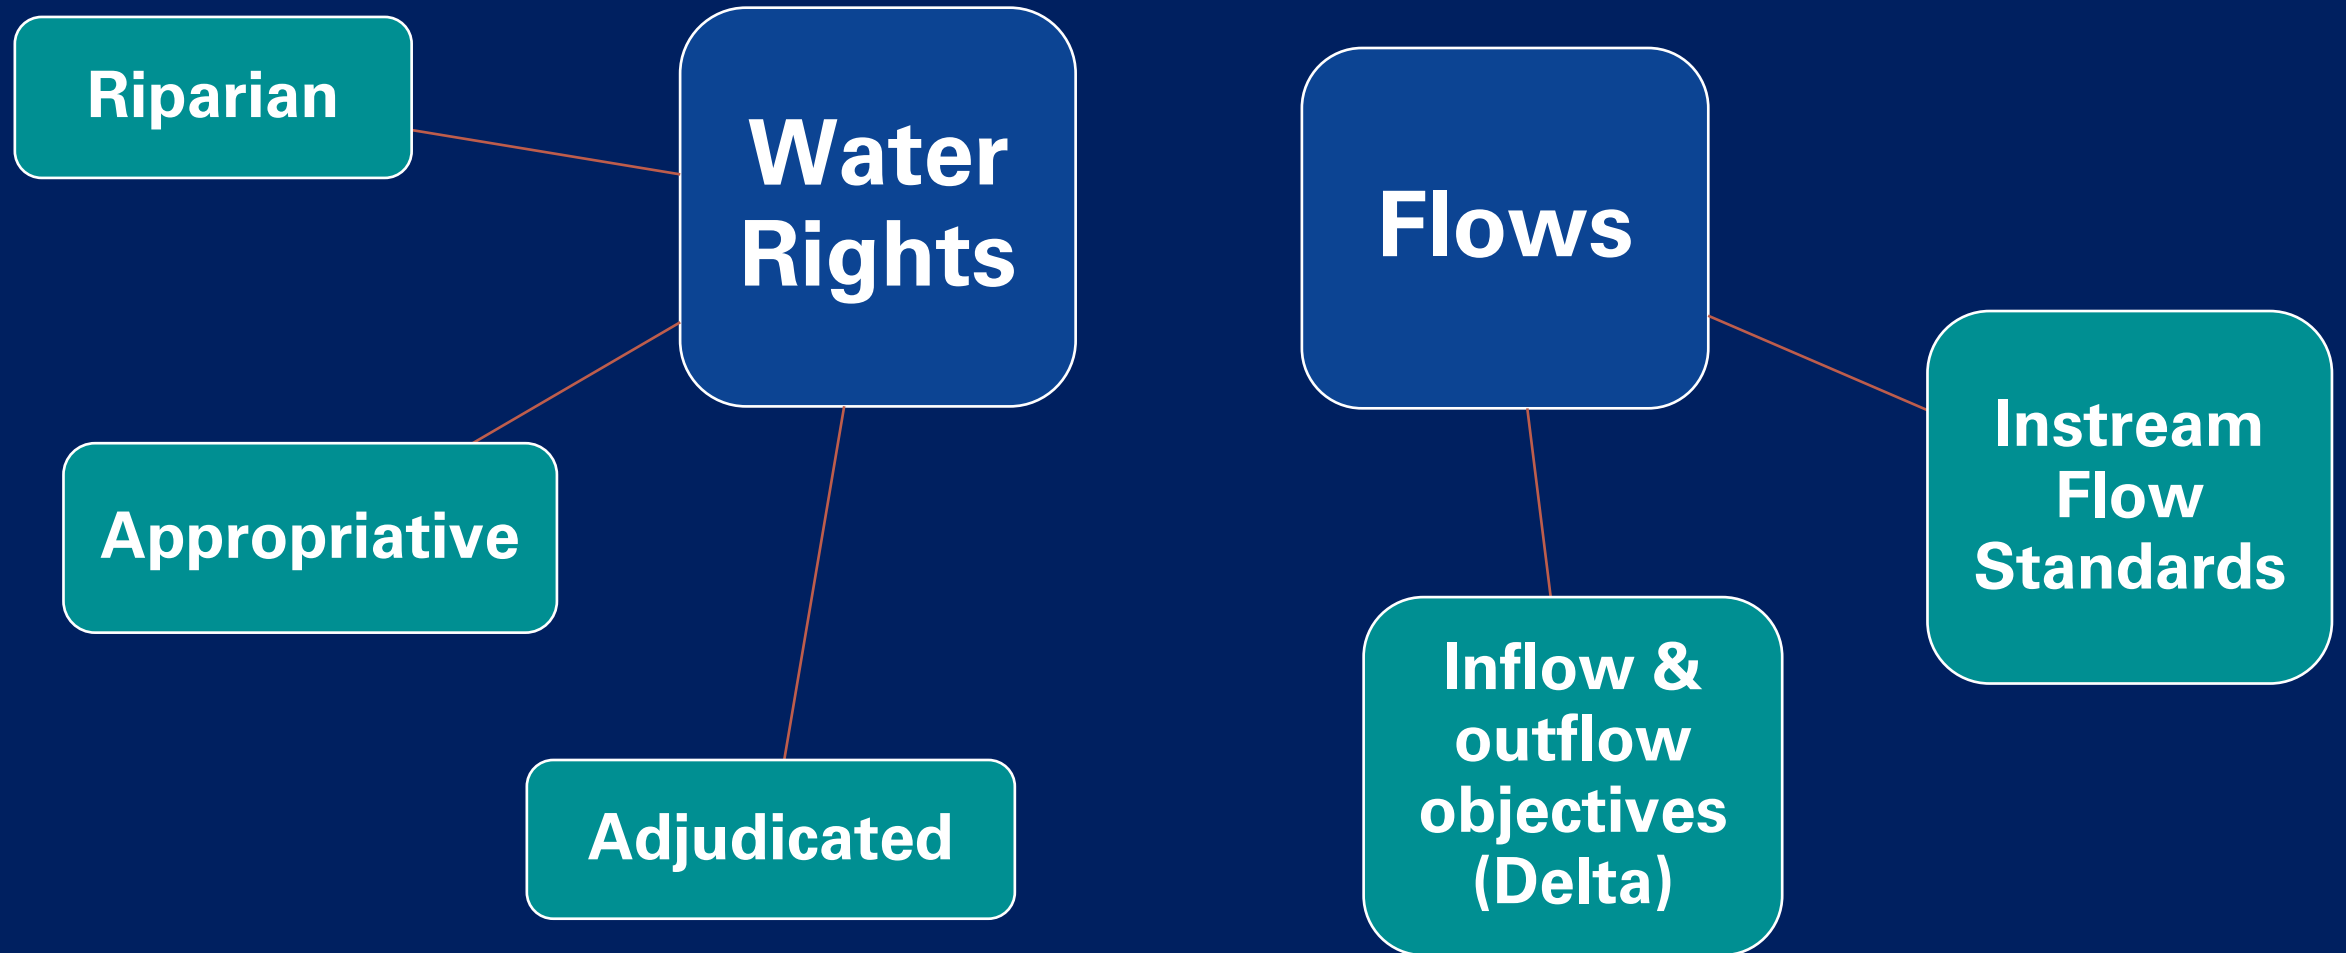 Riparian
Water
Rights
Appropriative
Adjudicated
Flows
Instream
Flow
Standards
Inflow &
outflow
objectives
(Delta)